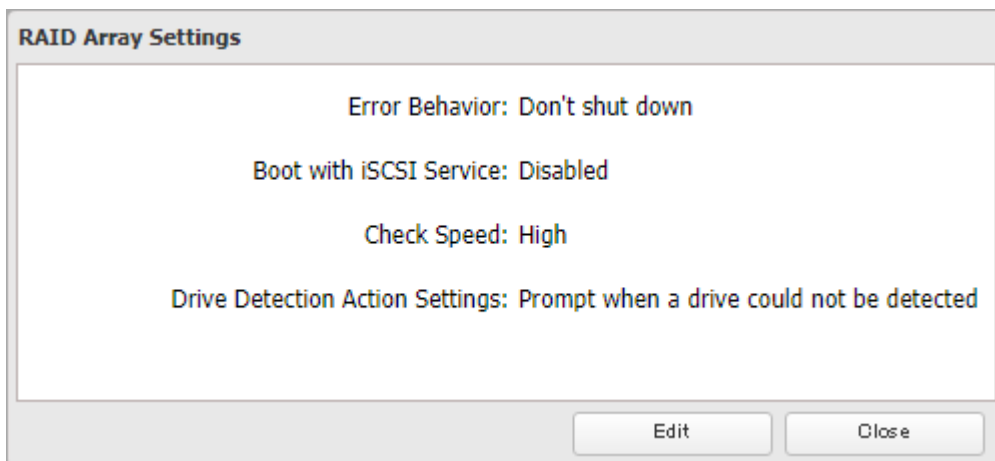 RAID Array Settings
Error Behavior: Don't shut down
Boot with iSCSI Service: Disabled
Check Speed: High
Drive Detection Action Settings: Prompt when a drive could not be detected
Edit
Close